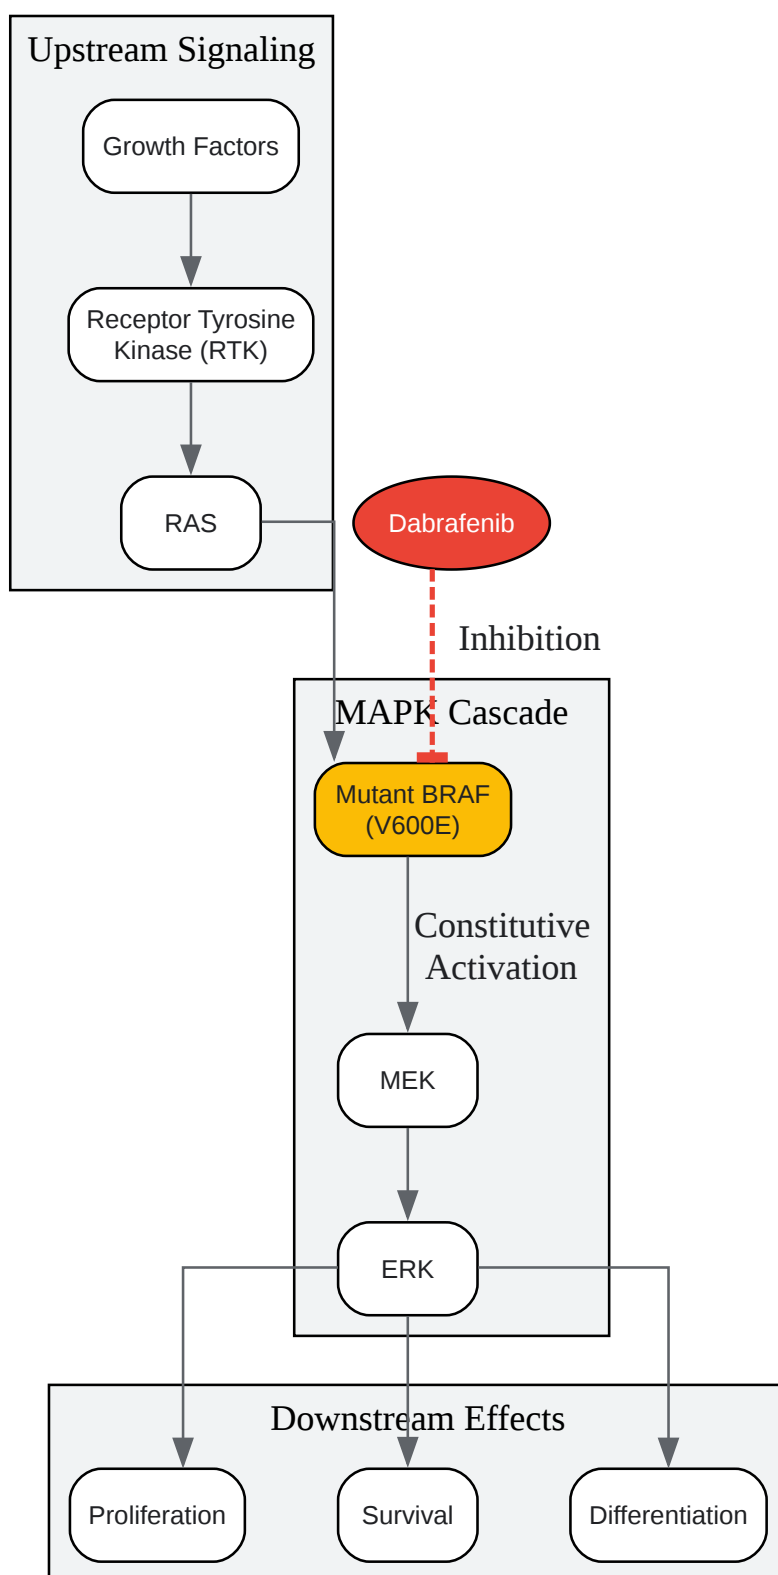 Upstream Signaling
Growth Factors
Receptor Tyrosine
Kinase (RTK)
RAS
Dabrafenib
Inhibition
MAPK Cascade
Mutant BRAF
(V600E)
Constitutive
Activation
MEK
ERK
Downstream Effects
Proliferation
Survival
Differentiation